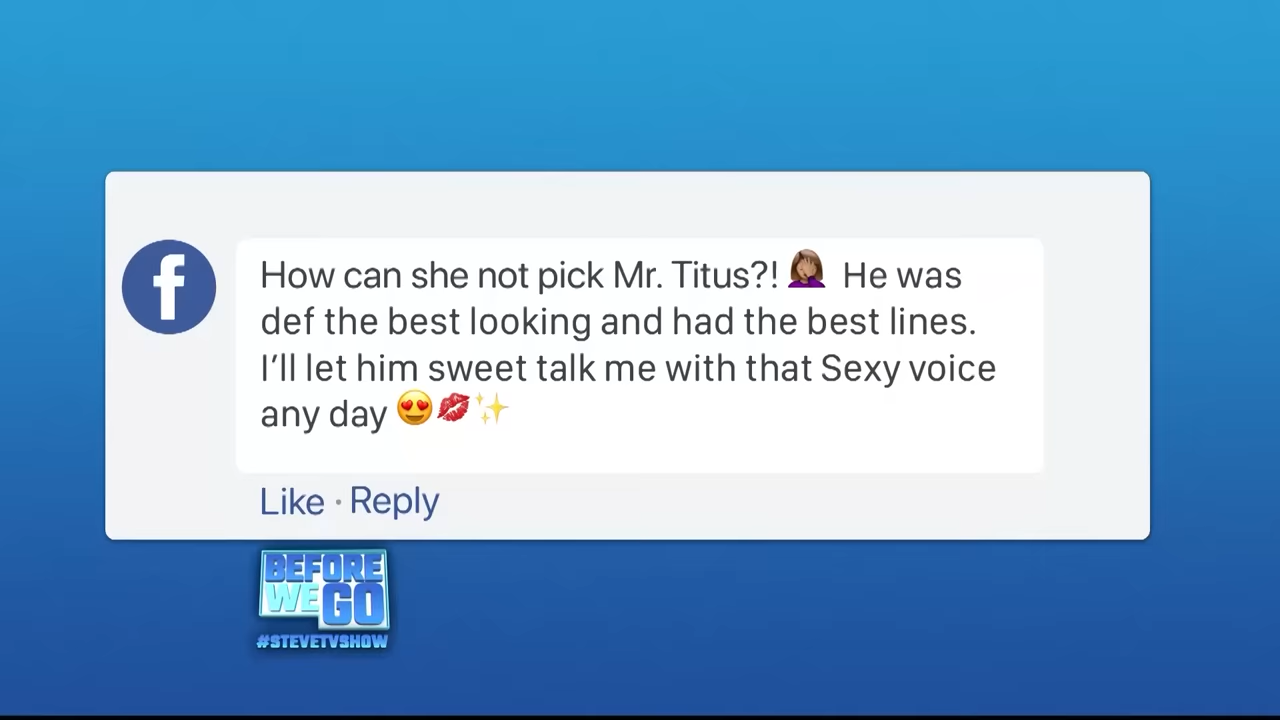 How can she not pick Mr. Titus?! 🤦🏽‍♀️ He was
def the best looking and had the best lines.
I'll let him sweet talk me with that Sexy voice
any day 😍💋✨
Like · Reply
BEFORE
WE GO
#STEVETVSHOW